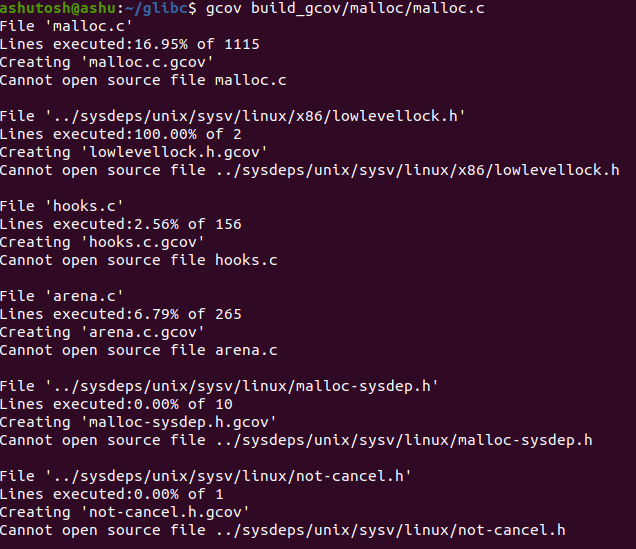 ashutosh@ashu:~/glibc$ gcov build_gcov/malloc/malloc.c
File 'malloc.c'
Lines executed:16.95% of 1115
Creating 'malloc.c.gcov'
Cannot open source file malloc.c
File '../sysdeps/unix/sysv/linux/x86/lowlevellock.h'
Lines executed:100.00% of 2
Creating 'lowlevellock.h.gcov'
Cannot open source file ../sysdeps/unix/sysv/linux/x86/lowlevellock.h
File 'hooks.c'
Lines executed:2.56% of 156
Creating 'hooks.c.gcov'
Cannot open source file hooks.c
File 'arena.c'
Lines executed:6.79% of 265
Creating 'arena.c.gcov'
Cannot open source file arena.c
File '../sysdeps/unix/sysv/linux/malloc-sysdep.h'
Lines executed:0.00% of 10
Creating 'malloc-sysdep.h.gcov'
Cannot open source file ../sysdeps/unix/sysv/linux/malloc-sysdep.h
File '../sysdeps/unix/sysv/linux/not-cancel.h'
Lines executed:0.00% of 1
Creating 'not-cancel.h.gcov'
Cannot open source file ../sysdeps/unix/sysv/linux/not-cancel.h